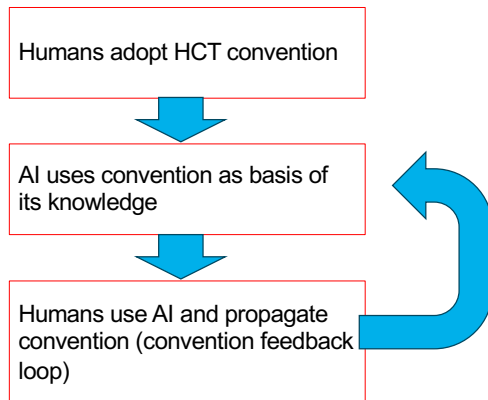 Humans adopt HCT convention
AI uses convention as basis of
its knowledge
Humans use AI and propagate
convention (convention feedback
loop)